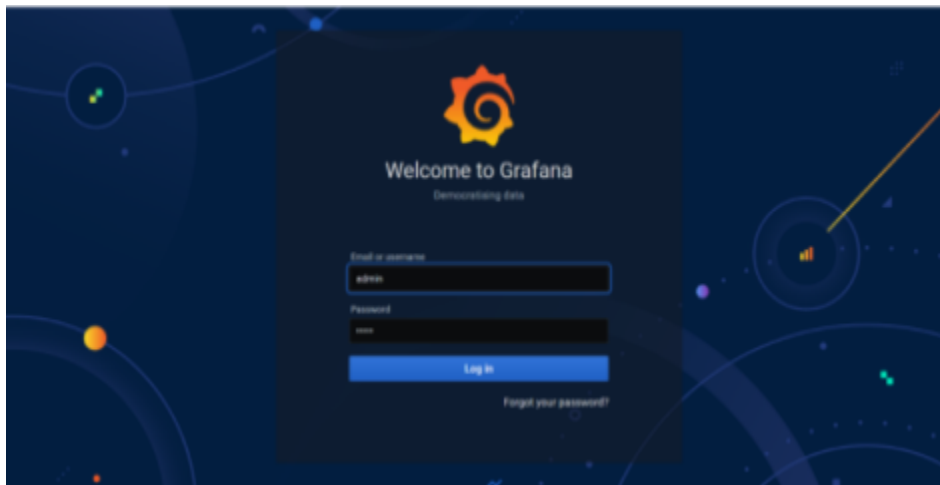 Welcome to Grafana
Democratising data
Email or username
admin
Password
••••
Log in
Forgot your password?